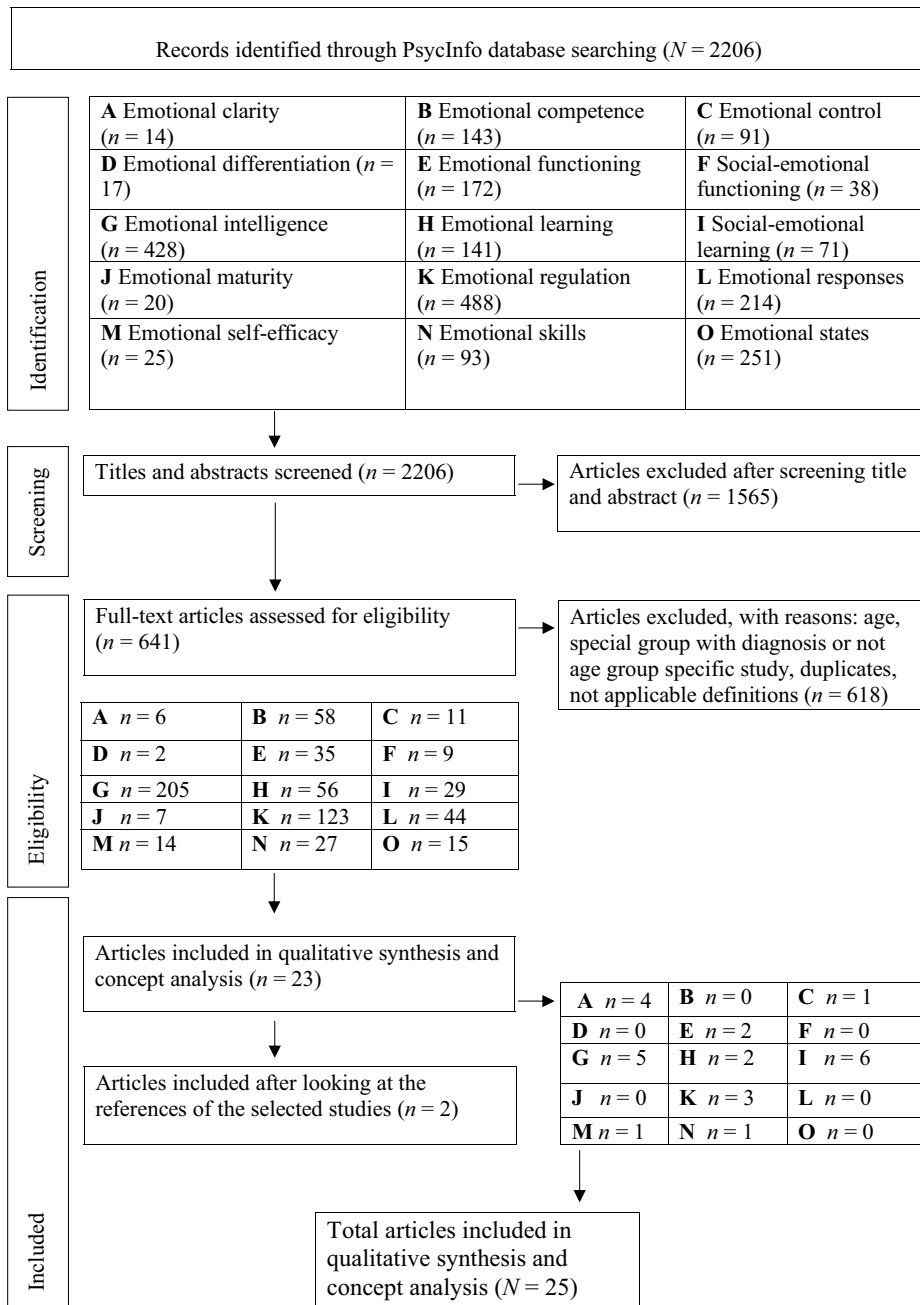 Records identified through PsycInfo database searching (N = 2206)
Identification
A Emotional clarity
(n = 14)
B Emotional competence
(n = 143)
C Emotional control
(n = 91)
D Emotional differentiation (n =
17)
E Emotional functioning
(n = 172)
F Social-emotional
functioning (n = 38)
G Emotional intelligence
(n = 428)
H Emotional learning
(n = 141)
I Social-emotional
learning (n = 71)
J Emotional maturity
(n = 20)
K Emotional regulation
(n = 488)
L Emotional responses
(n = 214)
M Emotional self-efficacy
(n = 25)
N Emotional skills
(n = 93)
O Emotional states
(n = 251)
Screening
Titles and abstracts screened (n = 2206)
Articles excluded after screening title
and abstract (n = 1565)
Eligibility
Full-text articles assessed for eligibility
(n = 641)
Articles excluded, with reasons: age,
special group with diagnosis or not
age group specific study, duplicates,
not applicable definitions (n = 618)
A n = 6
B n = 58
C n = 11
D n = 2
E n = 35
F n = 9
G n = 205
H n = 56
I n = 29
J n = 7
K n = 123
L n = 44
M n = 14
N n = 27
O n = 15
Included
Articles included in qualitative synthesis and
concept analysis (n = 23)
A n = 4
B n = 0
C n = 1
D n = 0
E n = 2
F n = 0
G n = 5
H n = 2
I n = 6
J n = 0
K n = 3
L n = 0
M n = 1
N n = 1
O n = 0
Articles included after looking at the
references of the selected studies (n = 2)
Total articles included in
qualitative synthesis and
concept analysis (N = 25)